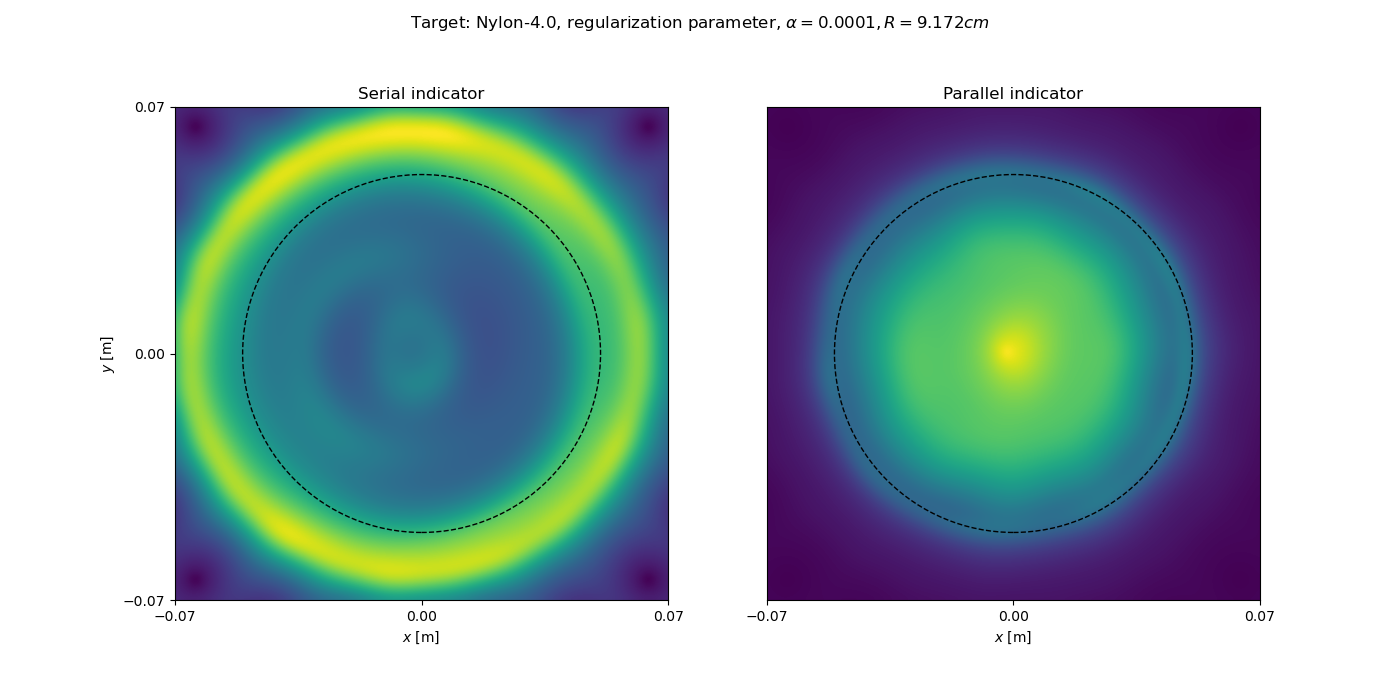 Target: Nylon-4.0, regularization parameter, α = 0.0001, R = 9.172cm
Serial indicator
Parallel indicator
0.07
0.00
−0.07
y [m]
−0.07 0.00 0.07
x [m]
−0.07 0.00 0.07
x [m]